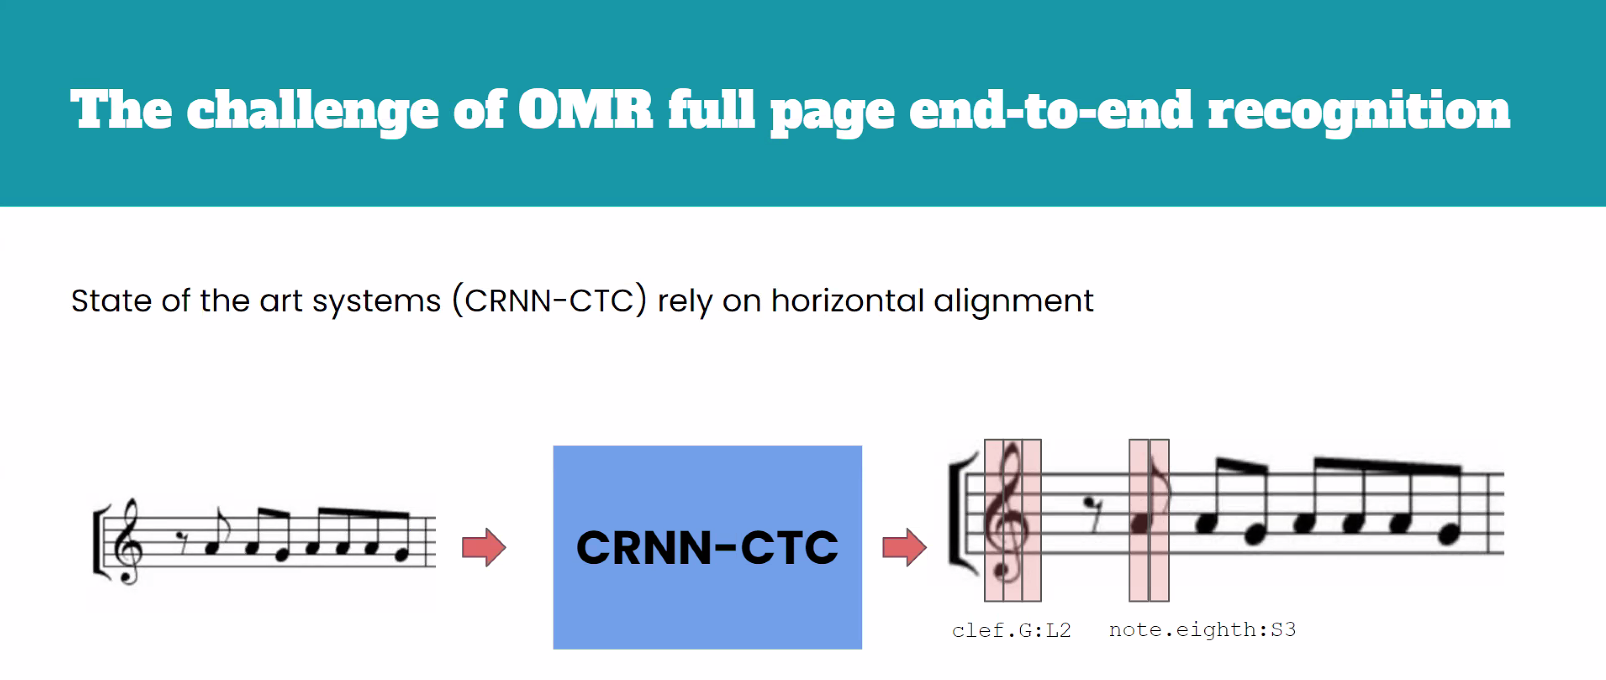 The challenge of OMR full page end-to-end recognition
State of the art systems (CRNN-CTC) rely on horizontal alignment
CRNN-CTC
clef.G:L2 note.eighth:S3